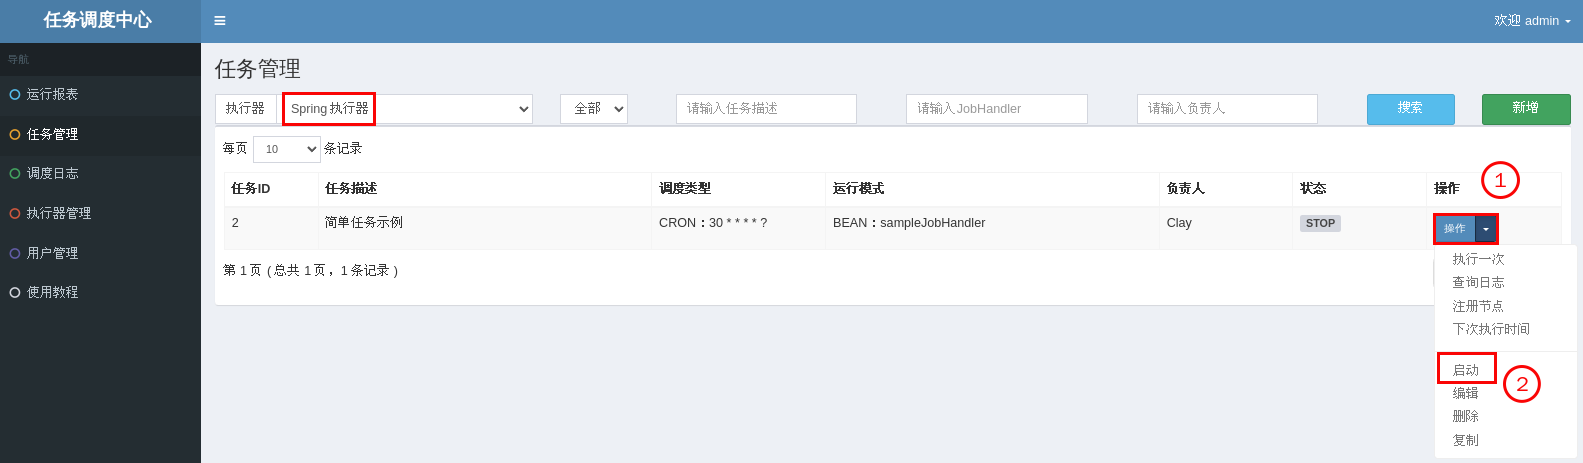 任务调度中心
欢迎 admin
导航
运行报表
任务管理
调度日志
执行器管理
用户管理
使用教程
任务管理
执行器 Spring 执行器 全部 请输入任务描述 请输入JobHandler 请输入负责人 搜索 新增
每页 10 条记录
任务ID 任务描述 调度类型 运行模式 负责人 状态 操作
1
2 简单任务示例 CRON：30 * * * * ? BEAN：sampleJobHandler Clay STOP 操作
第 1 页 ( 总共 1 页，1 条记录 )
执行一次
查询日志
注册节点
下次执行时间
启动
2
编辑
删除
复制